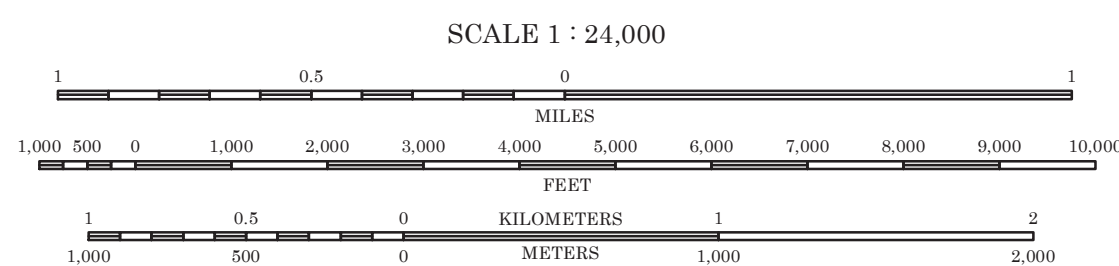 SCALE 1 : 24,000
1 0.5 0 1
MILES
1,000 500 0 1,000 2,000 3,000 4,000 5,000 6,000 7,000 8,000 9,000 10,000
FEET
1 0.5 0 KILOMETERS 1 2
1,000 500 0 METERS 1,000 2,000